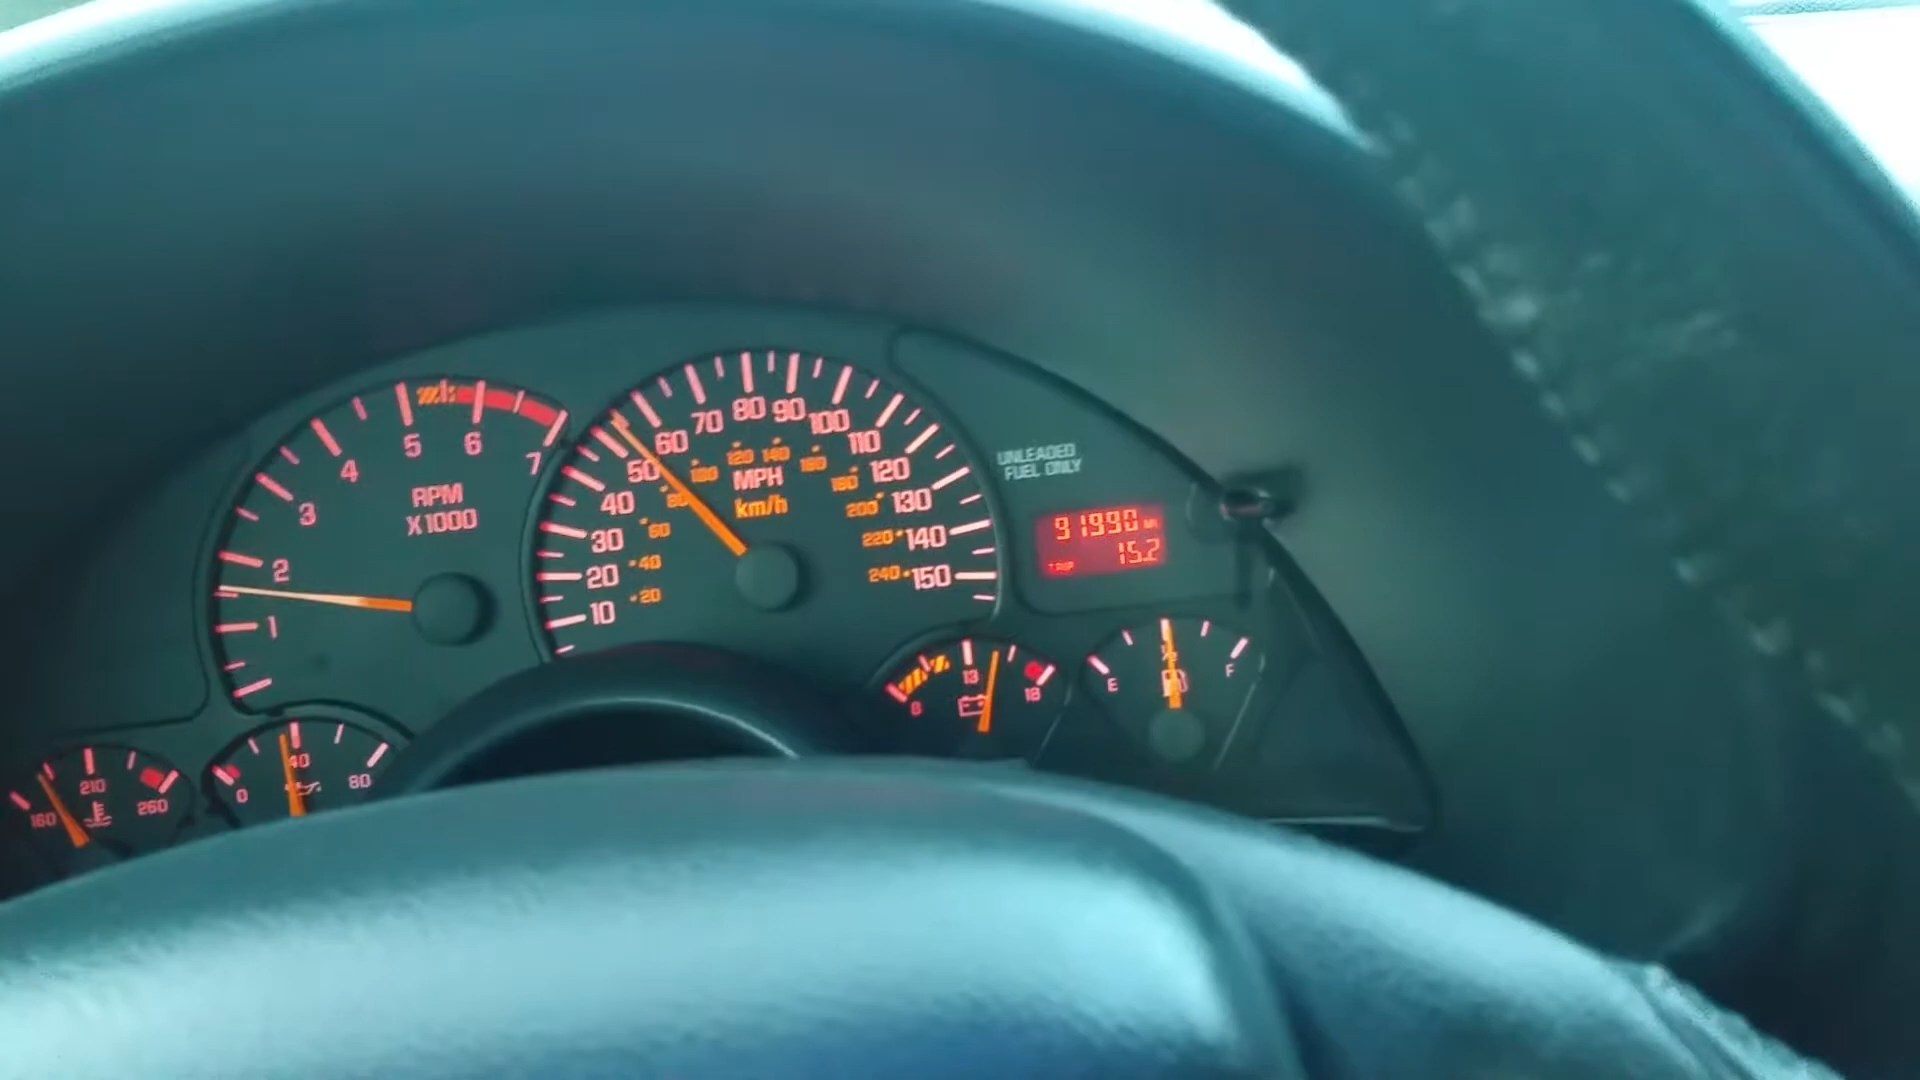 5 6
4 7
3
2
1
RPM
X1000
80 90
70 100
60 110
50 120
40 130
30 140
20 150
10
120 140
100 160
80 180
60 200
40 220
20 240
MPH
km/h
UNLEADED
FUEL ONLY
91990 MI
TRIP 15.2
160 210 260
0 40 80
8 13 18
E F